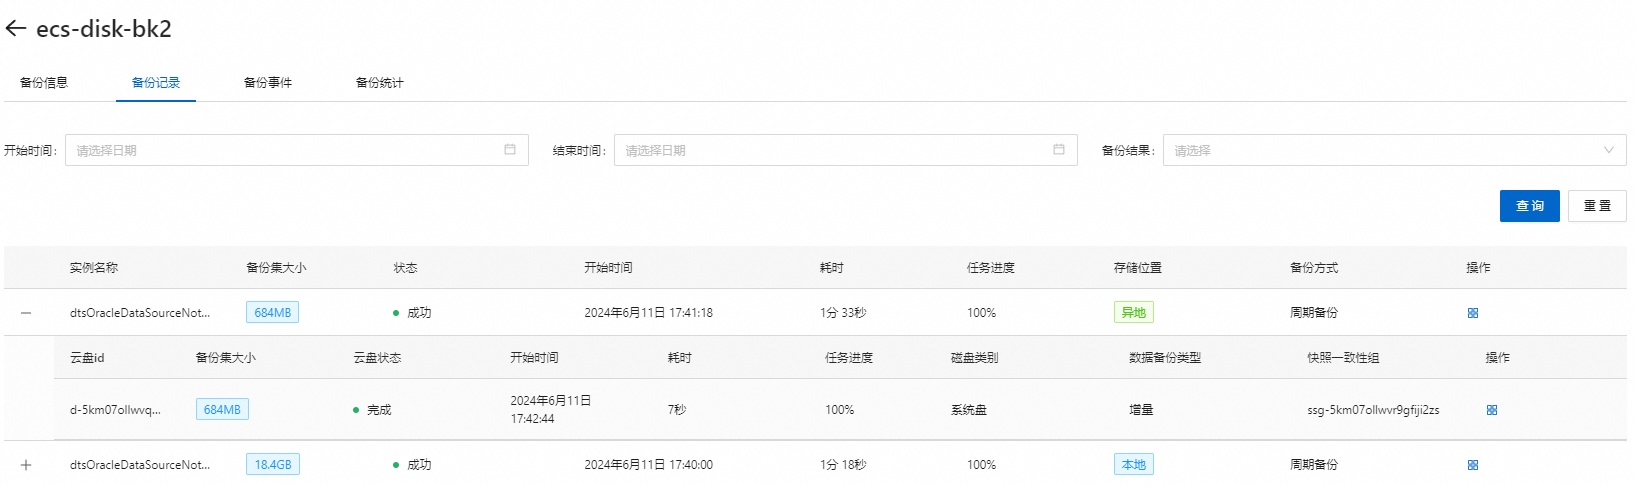 ecs-disk-bk2
备份信息 备份记录 备份事件 备份统计
开始时间: 请选择日期 结束时间: 请选择日期 备份结果: 请选择
查询 重置
实例名称 备份集大小 状态 开始时间 耗时 任务进度 存储位置 备份方式 操作
dtsOracleDataSourceNot... 684MB 成功 2024年6月11日 17:41:18 1分 33秒 100% 异地 周期备份
云盘id 备份集大小 云盘状态 开始时间 耗时 任务进度 磁盘类别 数据备份类型 快照一致性组 操作
d-5km07ollwvq... 684MB 完成 2024年6月11日 7秒 100% 系统盘 增量 ssg-5km07ollwvr9gfiji2zs
17:42:44
dtsOracleDataSourceNot... 18.4GB 成功 2024年6月11日 17:40:00 1分 18秒 100% 本地 周期备份